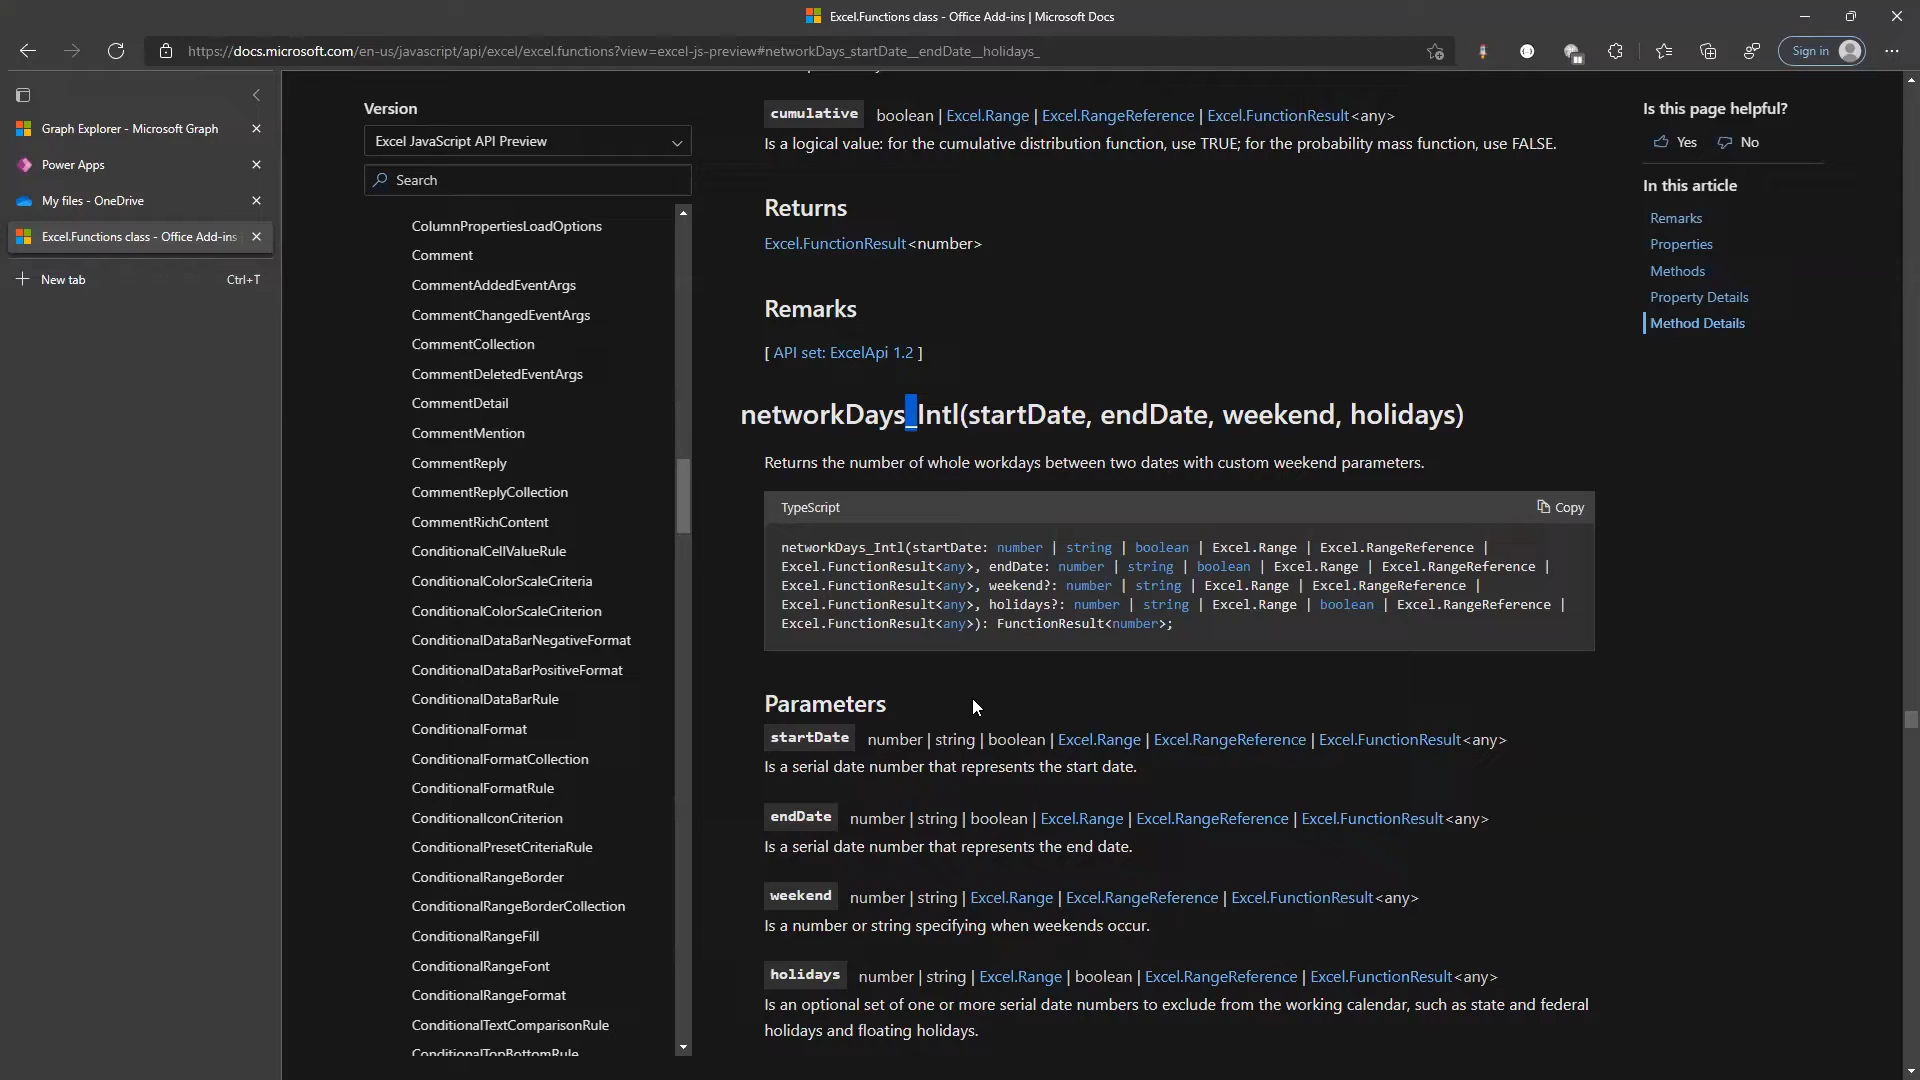 Excel.Functions class - Office Add-ins | Microsoft Docs
https://docs.microsoft.com/en-us/javascript/api/excel/excel.functions?view=excel-js-preview#networkDays_startDate__endDate__holidays_
Sign in
Graph Explorer - Microsoft Graph
Power Apps
My files - OneDrive
Excel.Functions class - Office Add-ins
New tab
Ctrl+T
Version
Excel JavaScript API Preview
Search
ColumnPropertiesLoadOptions
Comment
CommentAddedEventArgs
CommentChangedEventArgs
CommentCollection
CommentDeletedEventArgs
CommentDetail
CommentMention
CommentReply
CommentReplyCollection
CommentRichContent
ConditionalCellValueRule
ConditionalColorScaleCriteria
ConditionalColorScaleCriterion
ConditionalDataBarNegativeFormat
ConditionalDataBarPositiveFormat
ConditionalDataBarRule
ConditionalFormat
ConditionalFormatCollection
ConditionalFormatRule
ConditionalIconCriterion
ConditionalPresetCriteriaRule
ConditionalRangeBorder
ConditionalRangeBorderCollection
ConditionalRangeFill
ConditionalRangeFont
ConditionalRangeFormat
ConditionalTextComparisonRule
ConditionalTopBottomRule
cumulative boolean | Excel.Range | Excel.RangeReference | Excel.FunctionResult<any>
Is a logical value: for the cumulative distribution function, use TRUE; for the probability mass function, use FALSE.
Returns
Excel.FunctionResult<number>
Remarks
[ API set: ExcelApi 1.2 ]
networkDays_Intl(startDate, endDate, weekend, holidays)
Returns the number of whole workdays between two dates with custom weekend parameters.
TypeScript
Copy
networkDays_Intl(startDate: number | string | boolean | Excel.Range | Excel.RangeReference |
Excel.FunctionResult<any>, endDate: number | string | boolean | Excel.Range | Excel.RangeReference |
Excel.FunctionResult<any>, weekend?: number | string | Excel.Range | Excel.RangeReference |
Excel.FunctionResult<any>, holidays?: number | string | Excel.Range | boolean | Excel.RangeReference |
Excel.FunctionResult<any>): FunctionResult<number>;
Parameters
startDate number | string | boolean | Excel.Range | Excel.RangeReference | Excel.FunctionResult<any>
Is a serial date number that represents the start date.
endDate number | string | boolean | Excel.Range | Excel.RangeReference | Excel.FunctionResult<any>
Is a serial date number that represents the end date.
weekend number | string | Excel.Range | Excel.RangeReference | Excel.FunctionResult<any>
Is a number or string specifying when weekends occur.
holidays number | string | Excel.Range | boolean | Excel.RangeReference | Excel.FunctionResult<any>
Is an optional set of one or more serial date numbers to exclude from the working calendar, such as state and federal
holidays and floating holidays.
Is this page helpful?
Yes
No
In this article
Remarks
Properties
Methods
Property Details
Method Details